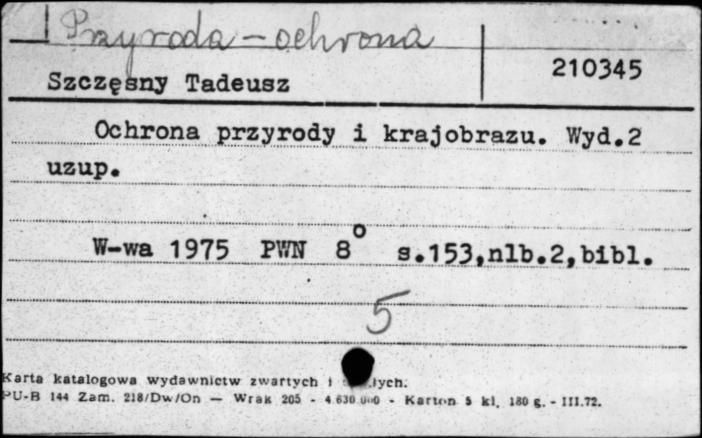 Przyroda - ochrona
210345
Szczęsny Tadeusz
Ochrona przyrody i krajobrazu. Wyd.2
uzup.
W-wa 1975 PWN 8° s.153,nlb.2,bibl.
5
Karta katalogowa wydawnictw zwartych i
PU-B 144 Zam. 218/Dw/On — Wrak 205 - 4.630.000 - Karton 5 kl. 180 g. - III.72.